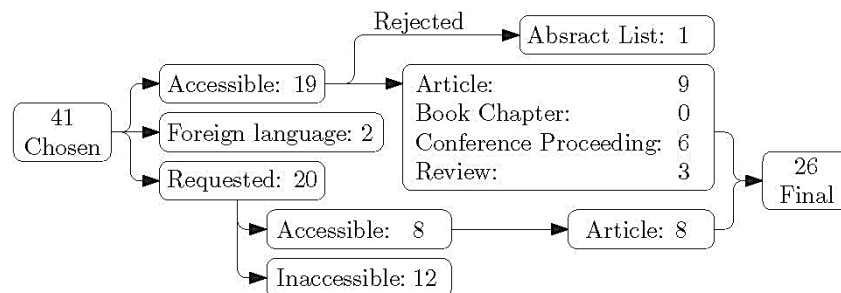 Rejected
Absract List: 1
Accessible: 19
Article: 9
Book Chapter: 0
Conference Proceeding: 6
Review: 3
41
Chosen
Foreign language: 2
Requested: 20
26
Final
Accessible: 8
Article: 8
Inaccessible: 12